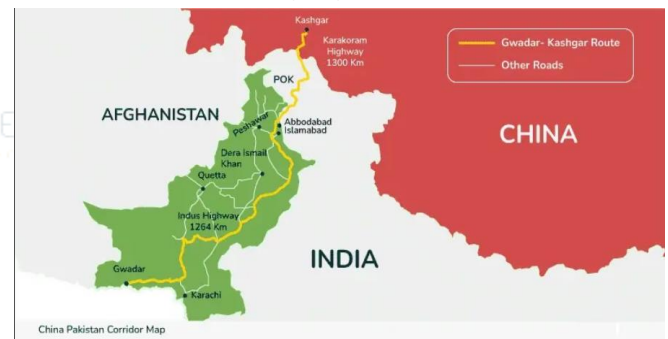 Kashgar
Karakoram
Highway
1300 Km
Gwadar- Kashgar Route
Other Roads
POK
AFGHANISTAN
Peshawar
Abbodabad
Islamabad
CHINA
Dera Ismail
Khan
Quetta
Indus Highway
1264 Km
INDIA
Gwadar
Karachi
China Pakistan Corridor Map